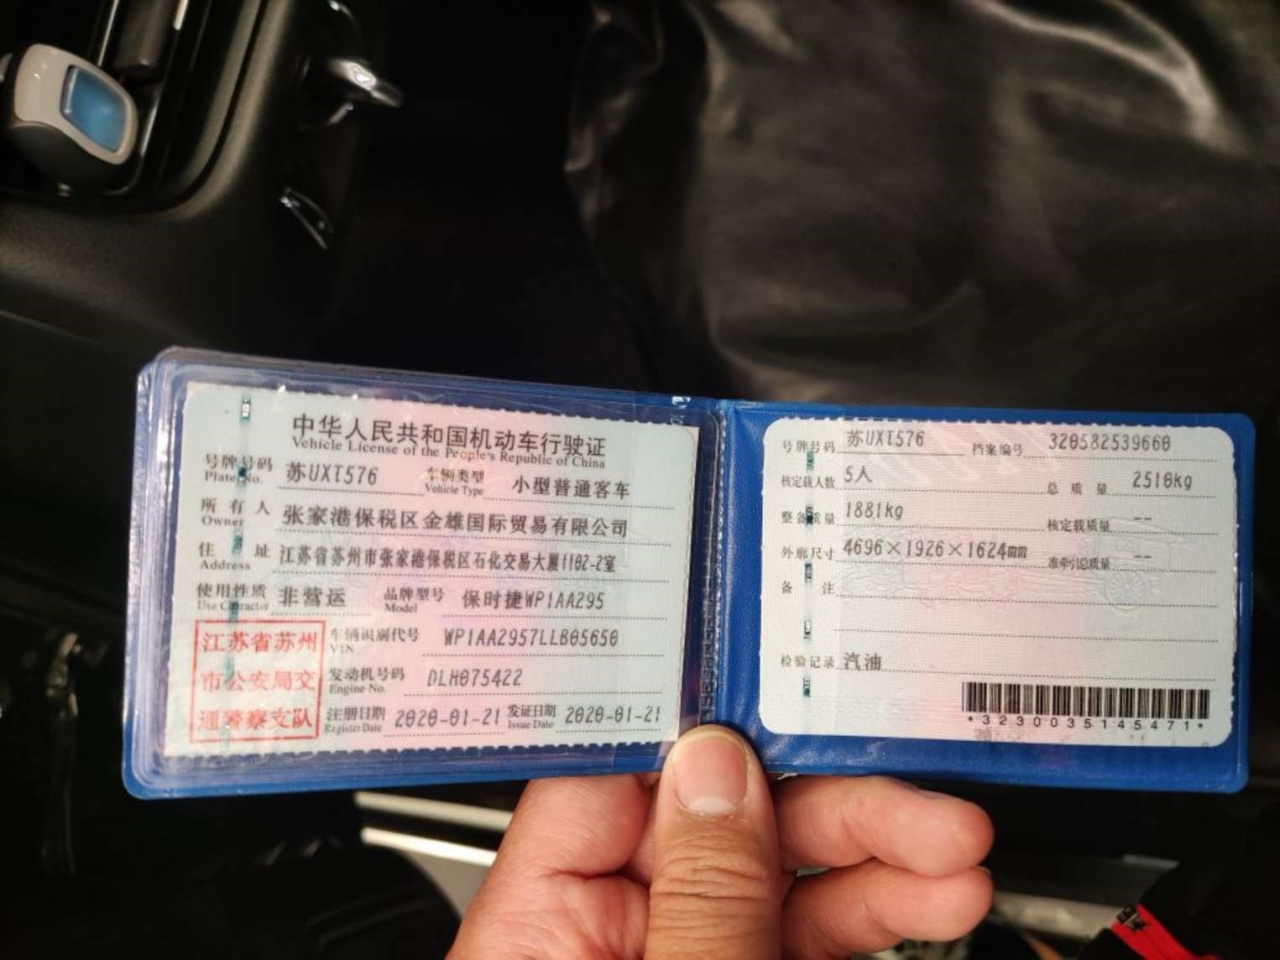 中华人民共和国机动车行驶证
Vehicle License of the People's Republic of China
号牌号码 苏UXT576 车辆类型 小型普通客车
Plate No. Vehicle Type
所有人 张家港保税区金雄国际贸易有限公司
Owner
住址 江苏省苏州市张家港保税区石化交易大厦1102-2室
Address
使用性质 非营运 品牌型号 保时捷WP1AA295
Use Character Model
江苏省苏州
市公安局交
通警察支队
车辆识别代号 WP1AA2957LLB05650
VIN
发动机号码 DLH075422
Engine No.
注册日期 2020-01-21 发证日期 2020-01-21
Register Date Issue Date
号牌号码 苏UXT576 档案编号 320582539660
核定载人数 5人 总质量 2510kg
整备质量 1881kg 核定载质量 --
外廓尺寸 4696×1926×1624mm 准牵引总质量 --
备注
检验记录 汽油
*3230035145471*